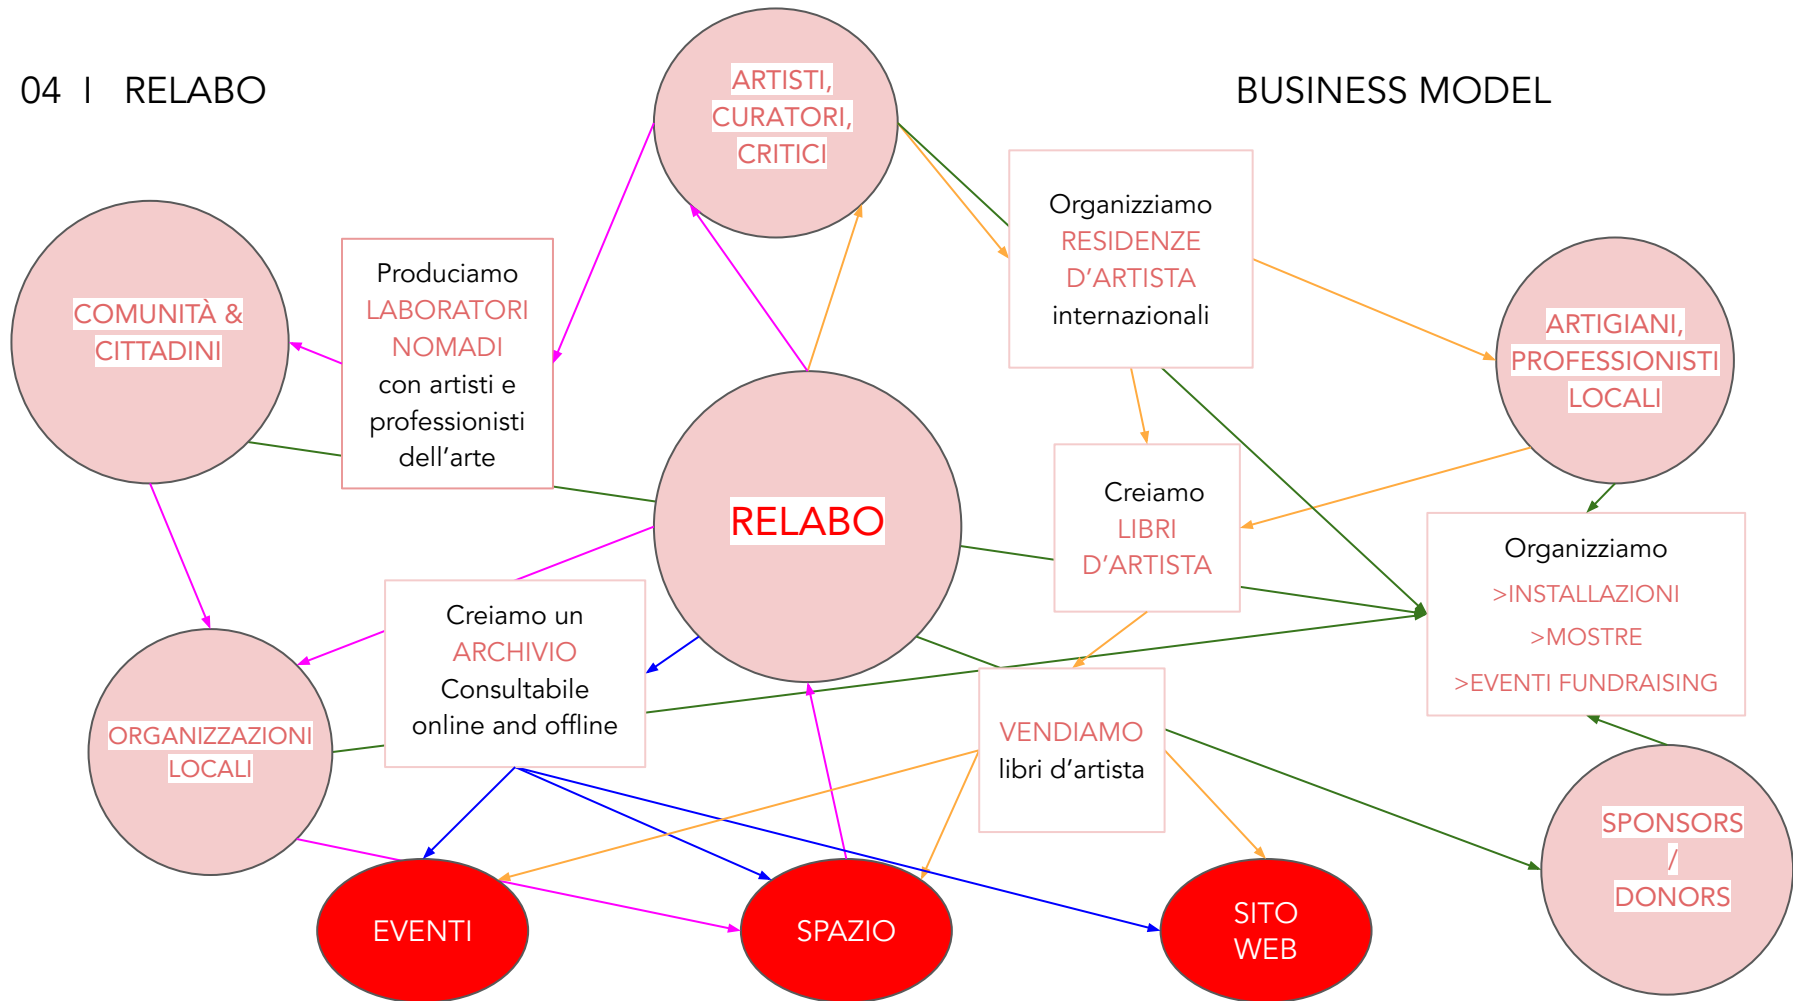 04 I RELABO
BUSINESS MODEL
ARTISTI,
CURATORI,
CRITICI
Organizziamo
RESIDENZE
D’ARTISTA
internazionali
COMUNITÀ &
CITTADINI
Produciamo
LABORATORI
NOMADI
con artisti e
professionisti
dell’arte
ARTIGIANI,
PROFESSIONISTI
LOCALI
RELABO
Creiamo
LIBRI
D’ARTISTA
Organizziamo
>INSTALLAZIONI
>MOSTRE
>EVENTI FUNDRAISING
Creiamo un
ARCHIVIO
Consultabile
online and offline
ORGANIZZAZIONI
LOCALI
VENDIAMO
libri d’artista
SPONSORS
/
DONORS
EVENTI
SPAZIO
SITO
WEB